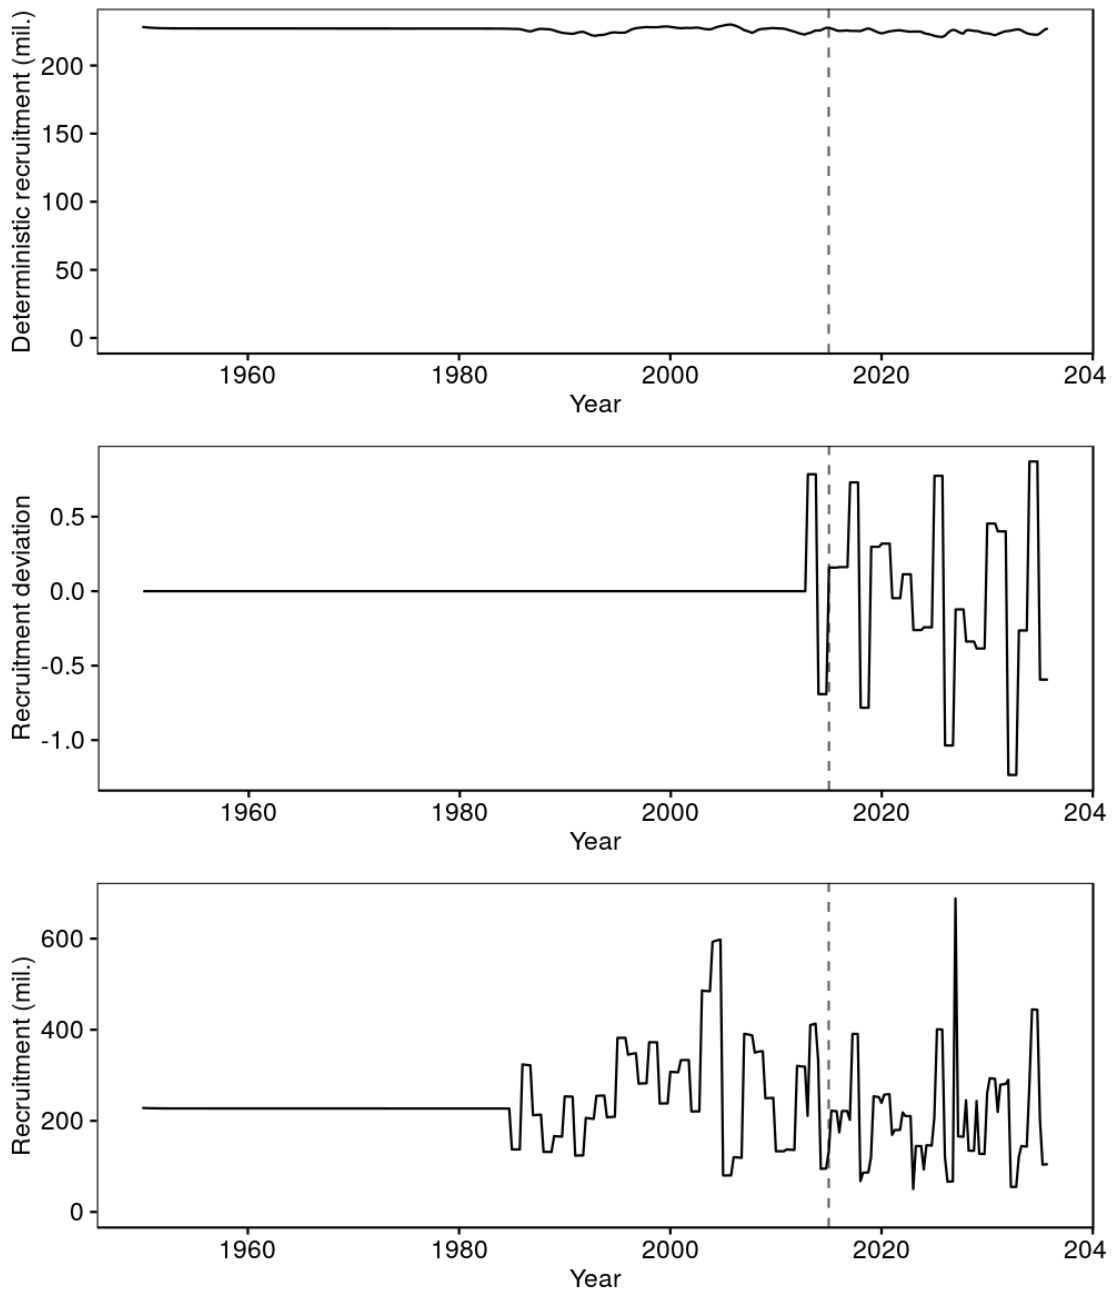 Deterministic recruitment (mil.)
200
150
100
50
0
1960 1980 2000 2020 204
Year
Recruitment deviation
0.5
0.0
-0.5
-1.0
1960 1980 2000 2020 204
Year
Recruitment (mil.)
600
400
200
0
1960 1980 2000 2020 204
Year